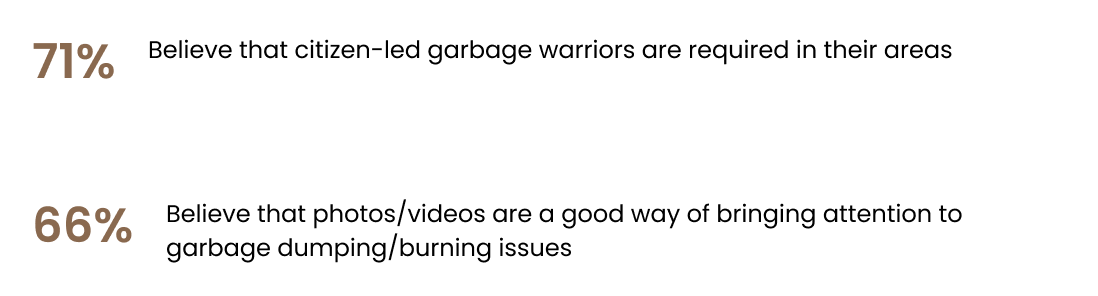 71% Believe that citizen-led garbage warriors are required in their areas
66% Believe that photos/videos are a good way of bringing attention to
garbage dumping/burning issues